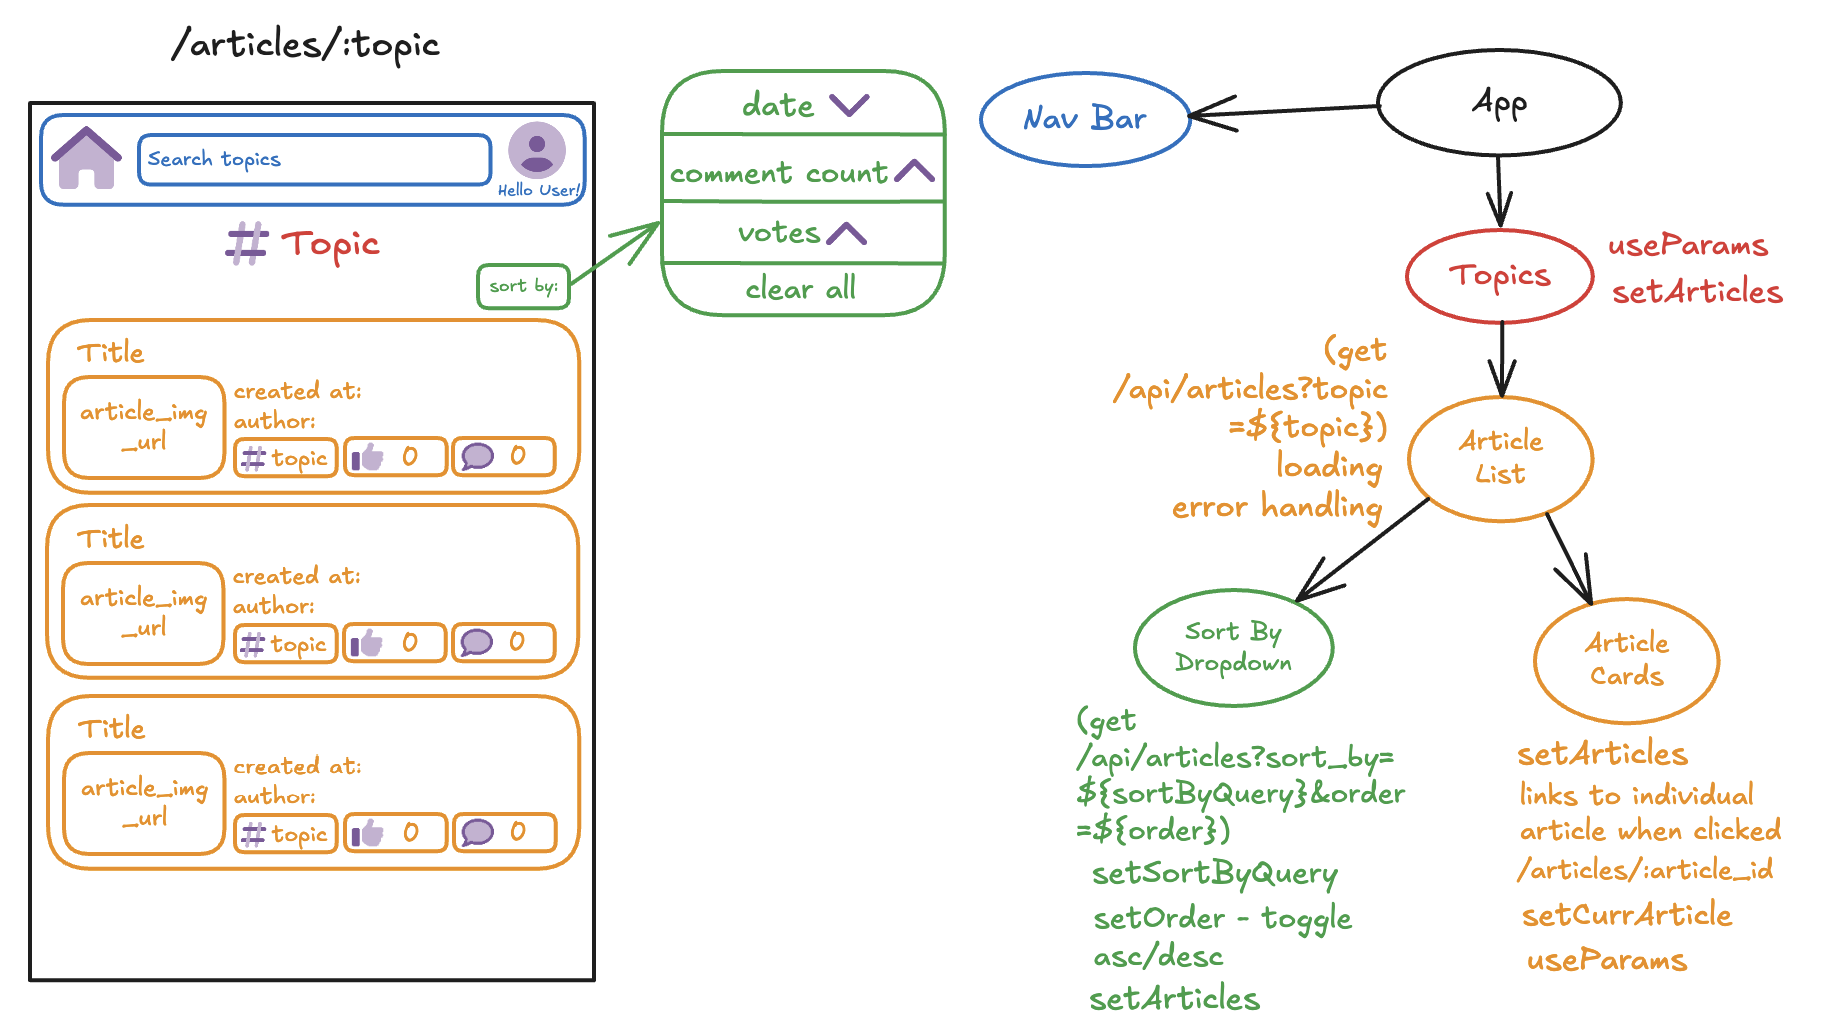 /articles/:topic
Search topics
Hello User!
# Topic
sort by:
Title
article_img
_url
created at:
author:
# topic
0
0
Title
article_img
_url
created at:
author:
# topic
0
0
Title
article_img
_url
created at:
author:
# topic
0
0
date
comment count
votes
clear all
Nav Bar
App
Topics
useParams
setArticles
(get
/api/articles?topic
=${topic})
loading
error handling
Article
List
Sort By
Dropdown
(get
/api/articles?sort_by=
${sortByQuery}&order
=${order})
setSortByQuery
setOrder - toggle
asc/desc
setArticles
Article
Cards
setArticles
links to individual
article when clicked
/articles/:article_id
setCurrArticle
useParams